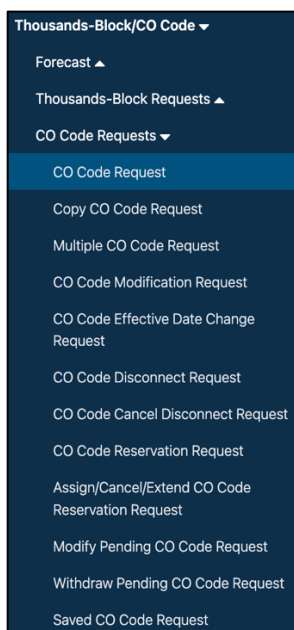 Thousands-Block/CO Code
Forecast
Thousands-Block Requests
CO Code Requests
CO Code Request
Copy CO Code Request
Multiple CO Code Request
CO Code Modification Request
CO Code Effective Date Change
Request
CO Code Disconnect Request
CO Code Cancel Disconnect Request
CO Code Reservation Request
Assign/Cancel/Extend CO Code
Reservation Request
Modify Pending CO Code Request
Withdraw Pending CO Code Request
Saved CO Code Request